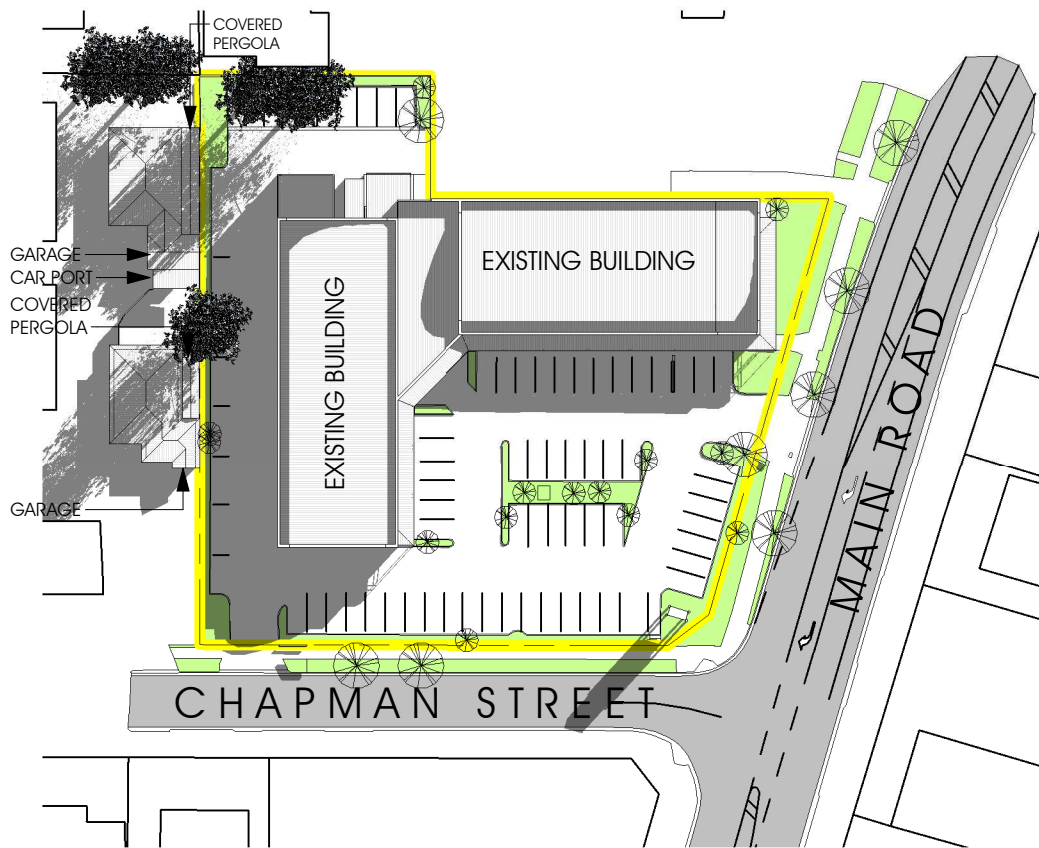 COVERED
PERGOLA
GARAGE
CAR PORT
COVERED
PERGOLA
GARAGE
EXISTING BUILDING
EXISTING BUILDING
MAIN ROAD
CHAPMAN STREET